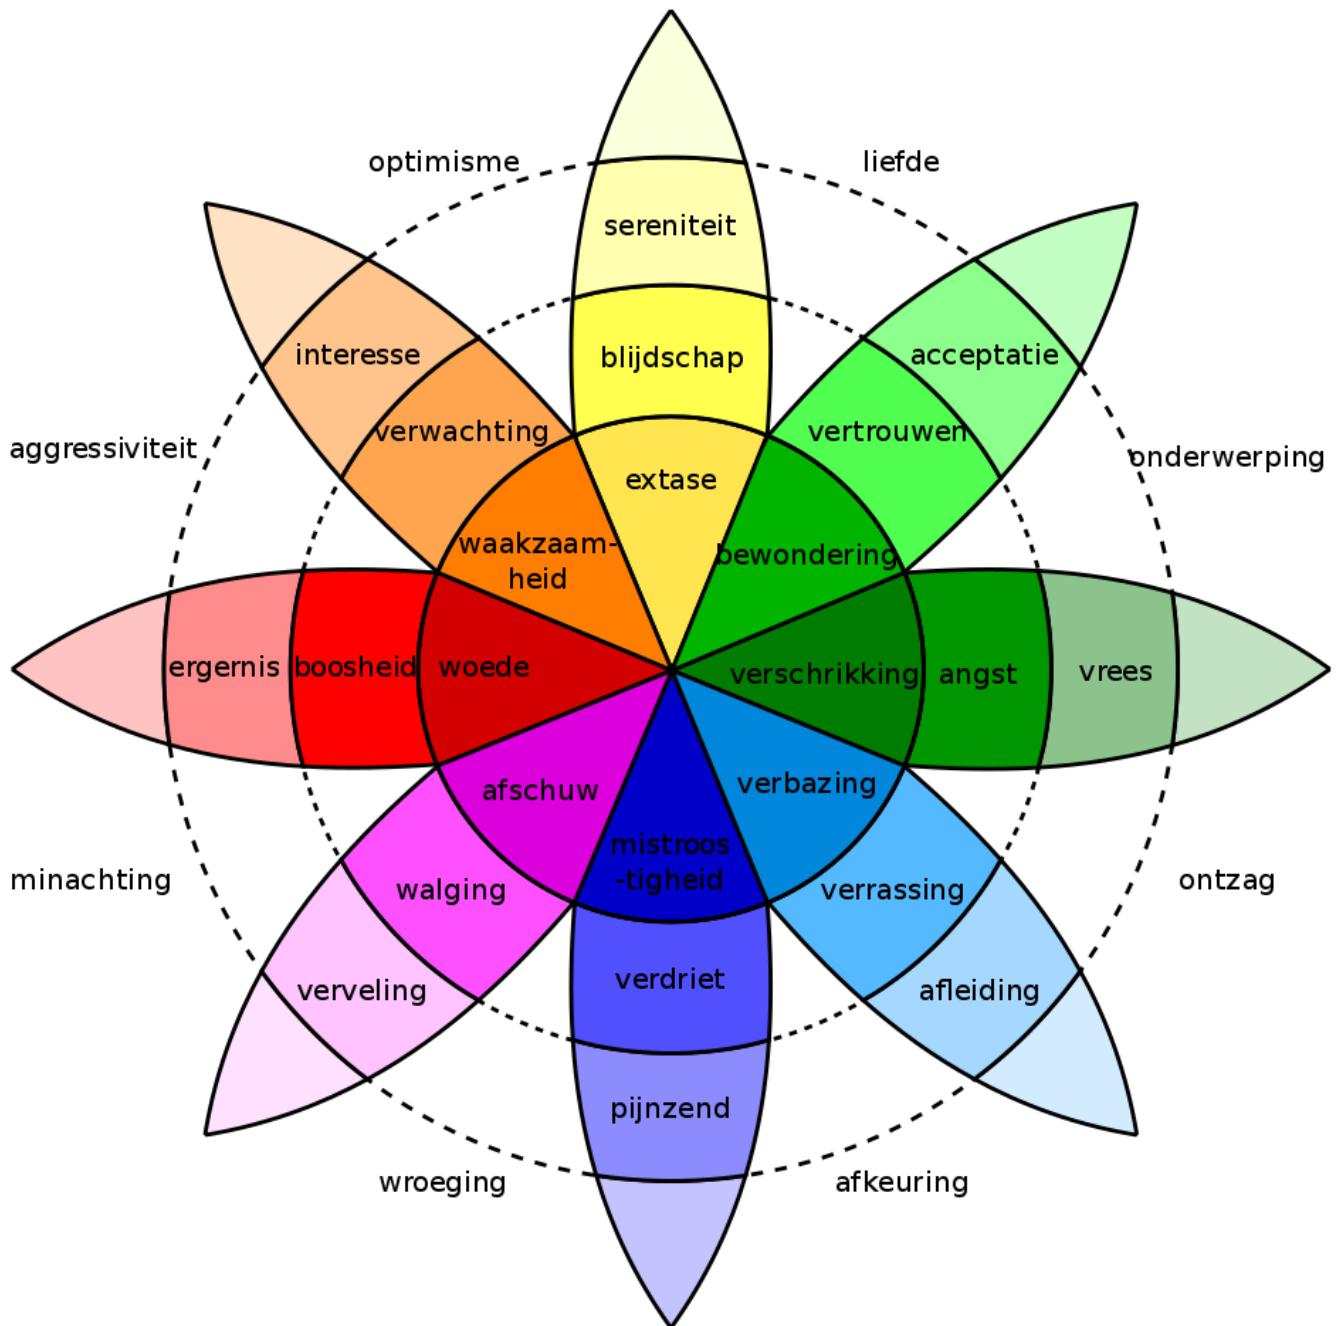 optimisme
liefde
sereniteit
interesse
blijdschap
acceptatie
verwachting
vertrouwen
aggressiviteit
onderwerping
extase
waakzaam-
heid
bewondering
ergernis
boosheid
woede
verschrikking
angst
vrees
afschuw
verbazing
mistroos
-tigheid
minachting
walging
verrassing
ontzag
verveling
verdriet
afleiding
pijnzend
wroeging
afkeuring